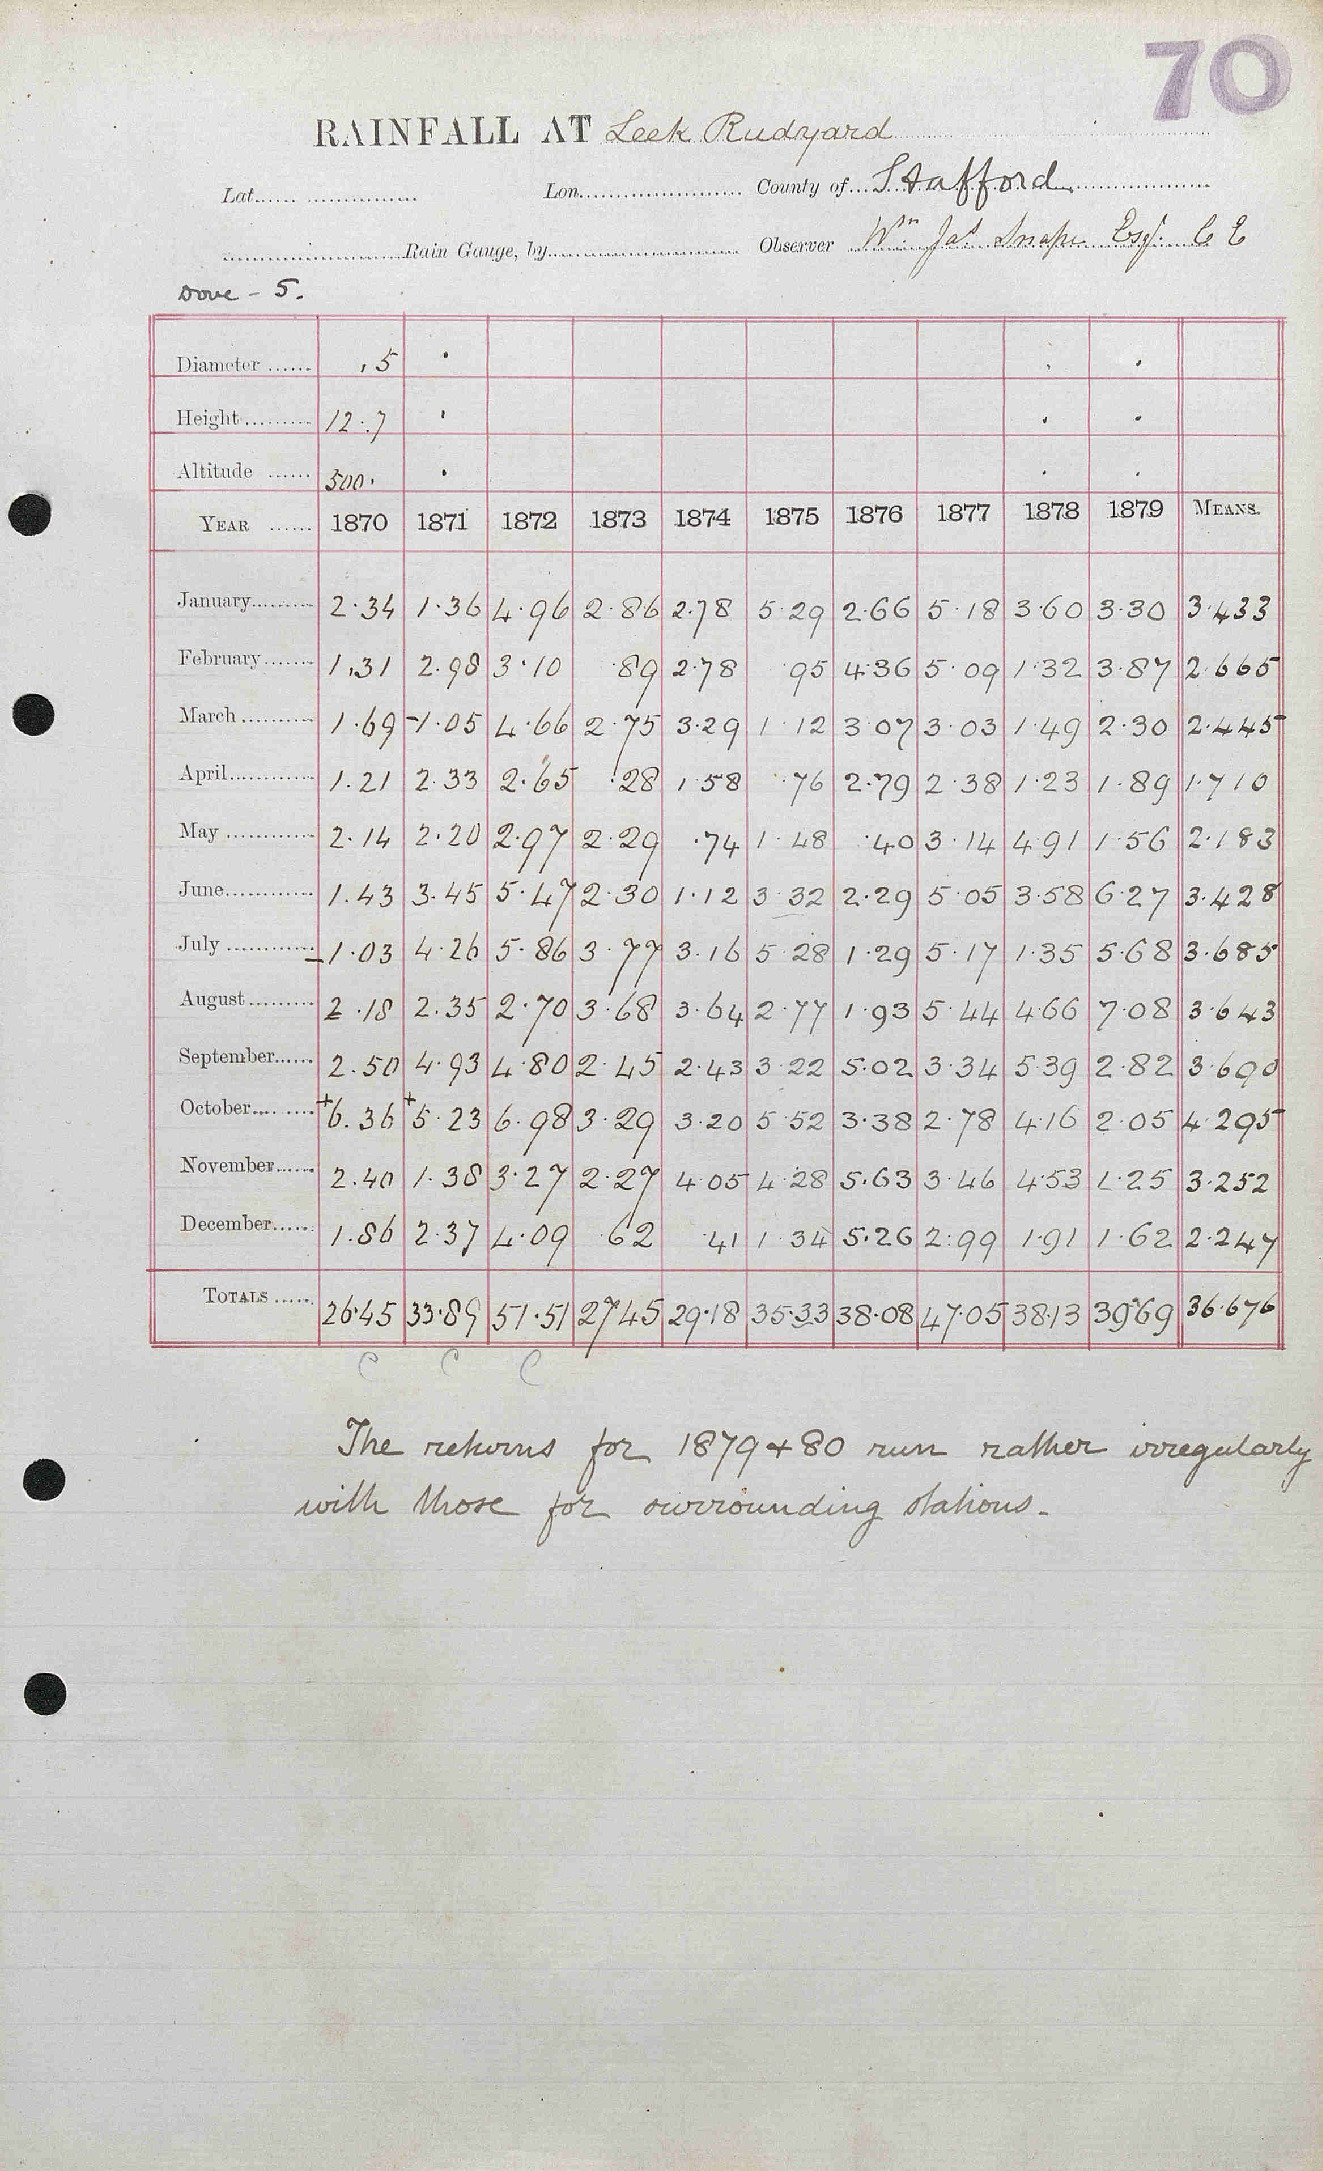 70
RAINFALL AT Leek Rudyard
Lat. Lon. County of Stafford
Rain Gauge, by Observer Wm Jas Snape Esq. C E
Dove - 5.
Diameter 5
Height 12.7
Altitude 500.
YEAR 1870 1871 1872 1873 1874 1875 1876 1877 1878 1879 MEANS.
January 2.34 1.36 4.96 2.86 2.78 5.29 2.66 5.18 3.60 3.30 3.433
February 1.31 2.98 3.10 .89 2.78 95 4.36 5.09 1.32 3.87 2.665
March 1.69 -1.05 4.66 2.75 3.29 1.12 3.07 3.03 1.49 2.30 2.445
April 1.21 2.33 2.65 .28 1.58 .76 2.79 2.38 1.23 1.89 1.710
May 2.14 2.20 2.97 2.29 .74 1.48 .40 3.14 4.91 1.56 2.183
June 1.43 3.45 5.47 2.30 1.12 3.32 2.29 5.05 3.58 6.27 3.428
July -1.03 4.26 5.86 3.77 3.16 5.28 1.29 5.17 1.35 5.68 3.685
August 2.18 2.35 2.70 3.68 3.64 2.77 1.93 5.44 4.66 7.08 3.643
September 2.50 4.93 4.80 2.45 2.43 3.22 5.02 3.34 5.39 2.82 3.690
October +6.36 +5.23 6.98 3.29 3.20 5.52 3.38 2.78 4.16 2.05 4.295
November 2.40 1.38 3.27 2.27 4.05 4.28 5.63 3.46 4.53 1.25 3.252
December 1.86 2.37 4.09 .62 .41 1.34 5.26 2.99 1.91 1.62 2.247
TOTALS 26.45 33.89 51.51 27.45 29.18 35.33 38.08 47.05 38.13 39.69 36.676
C C C
The returns for 1879 + 80 run rather irregularly
with those for surrounding stations.